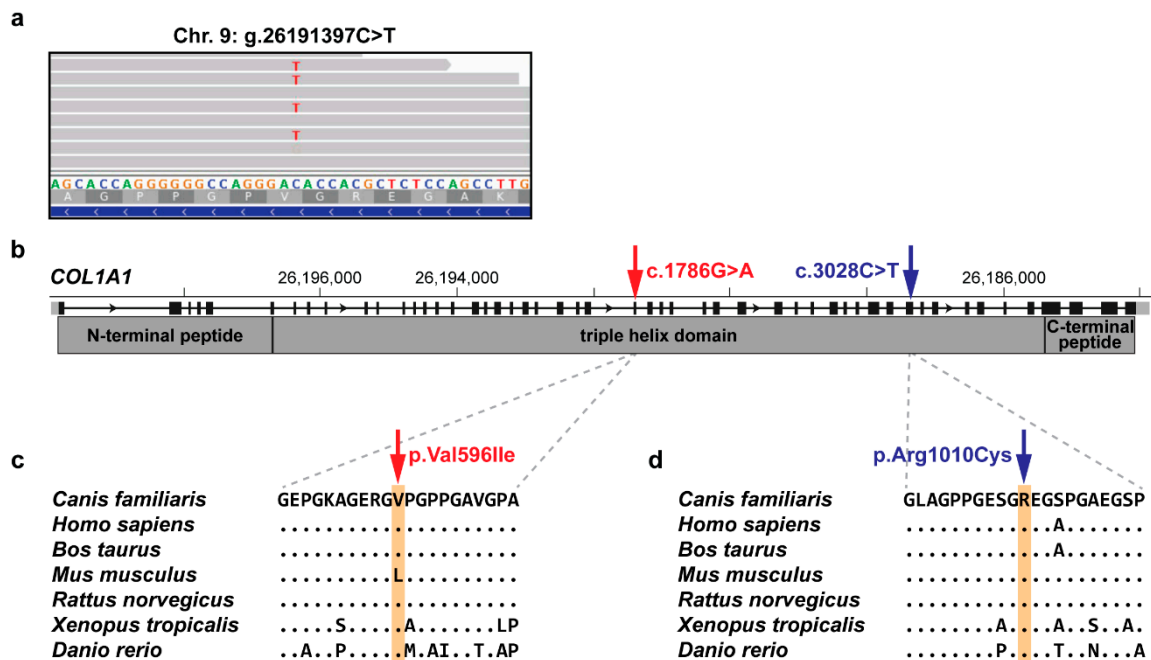 a
Chr. 9: g.26191397C>T
T
T
T
T
AGCACCAGGGGGGCCAGGGACACCACGCTCTCCAGCCTTG
A G P P G P V G R E G A K
b
COL1A1
26,196,000 26,194,000 c.1786G>A c.3028C>T 26,186,000
N-terminal peptide triple helix domain C-terminal peptide
c
p.Val596Ile
Canis familiaris GEPGKAGERGVPGPPGAVGPA
Homo sapiens .....................
Bos taurus .....................
Mus musculus ..........L..........
Rattus norvegicus .....................
Xenopus tropicalis .....S.....A.......LP
Danio rerio ..A..P.....M.AI..T.AP
d
p.Arg1010Cys
Canis familiaris GLAGPPGESGREGSPGAEGSP
Homo sapiens .............A.......
Bos taurus .............A.......
Mus musculus .....................
Rattus norvegicus .....................
Xenopus tropicalis ........A....A..S..A.
Danio rerio ........P....T..N...A